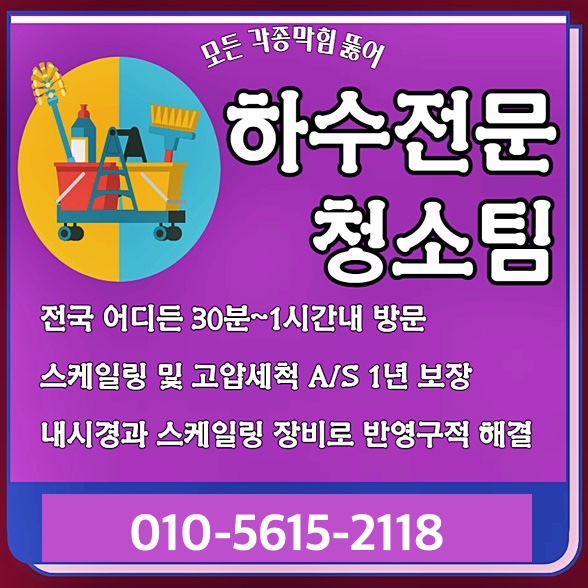 모든 각종막힘 뚫어
하수전문
청소팀
전국 어디든 30분~1시간내 방문
스케일링 및 고압세척 A/S 1년 보장
내시경과 스케일링 장비로 반영구적 해결
010-5615-2118